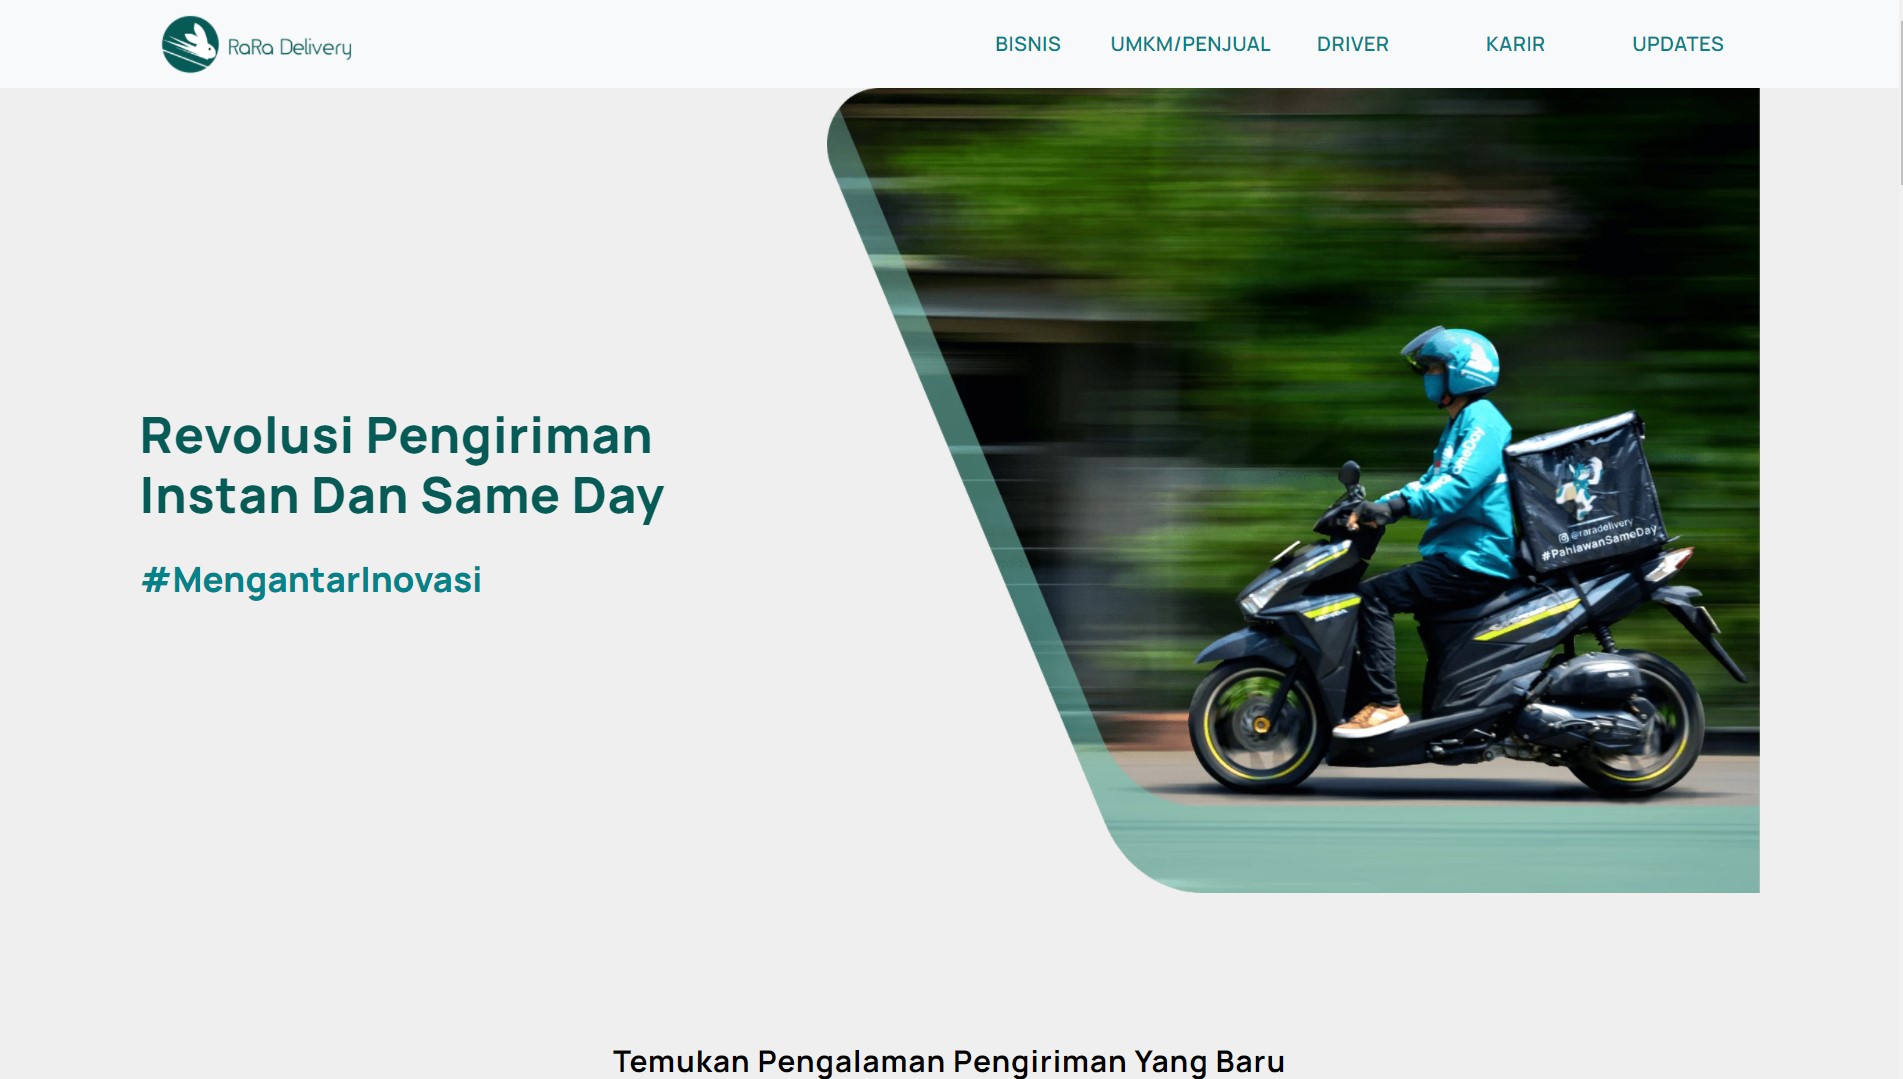 RaRa Delivery
BISNIS
UMKM/PENJUAL
DRIVER
KARIR
UPDATES
Revolusi Pengiriman
Instan Dan Same Day
#MengantarInovasi
@raradelivery
#PahlawanSameDay
Temukan Pengalaman Pengiriman Yang Baru